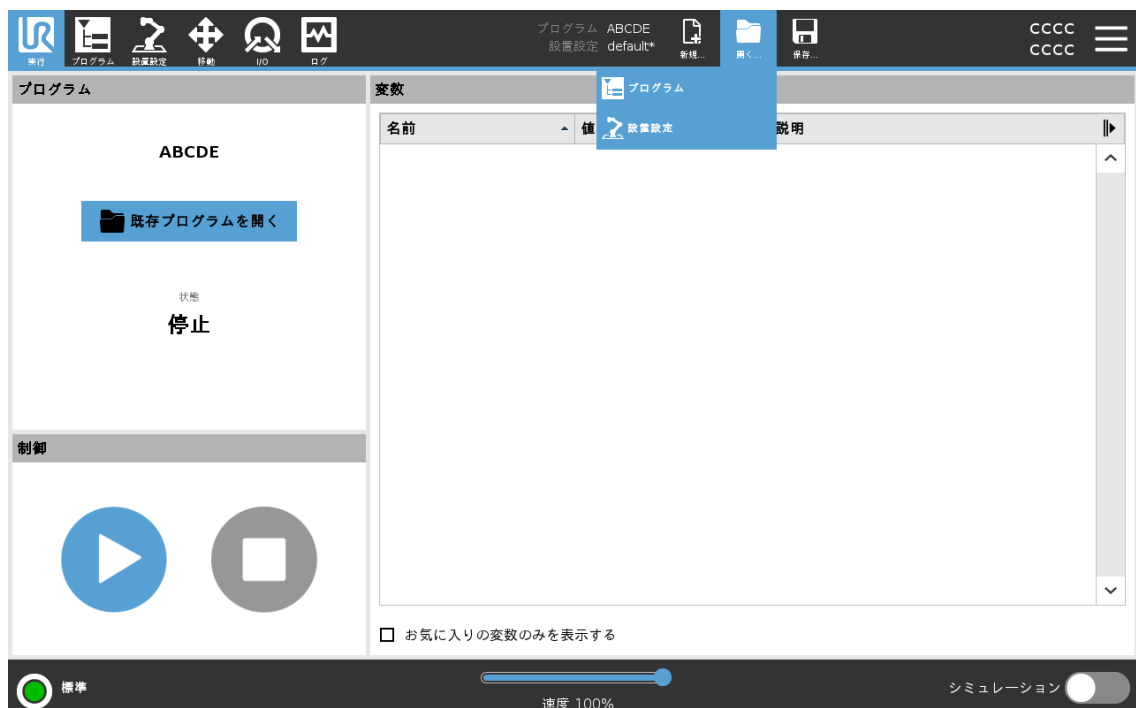 UR
プログラム ABCDE
設置設定 default*
CCCC
CCCC
実行
プログラム
設置設定
移動
I/O
ログ
新規...
開く...
保存...
プログラム
設置設定
プログラム
ABCDE
既存プログラムを開く
状態
停止
変数
名前
値
説明
お気に入りの変数のみを表示する
制御
標準
速度 100%
シミュレーション